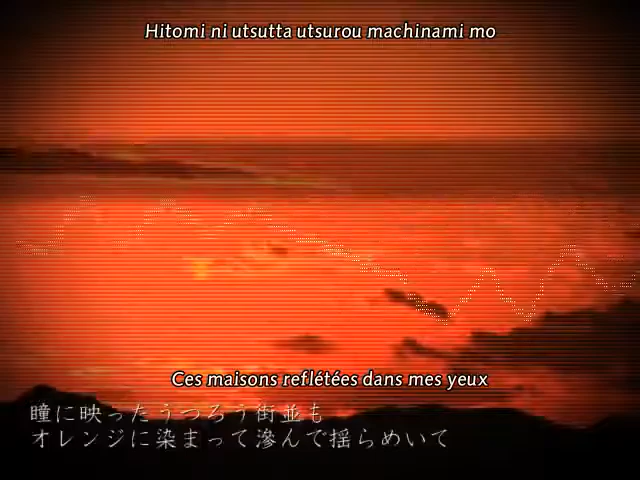 Hitomi ni utsutta utsurou machinami mo
Ces maisons reflétées dans mes yeux
瞳に映ったうつろう街並も
オレンジに染まって滲んで揺らめいて